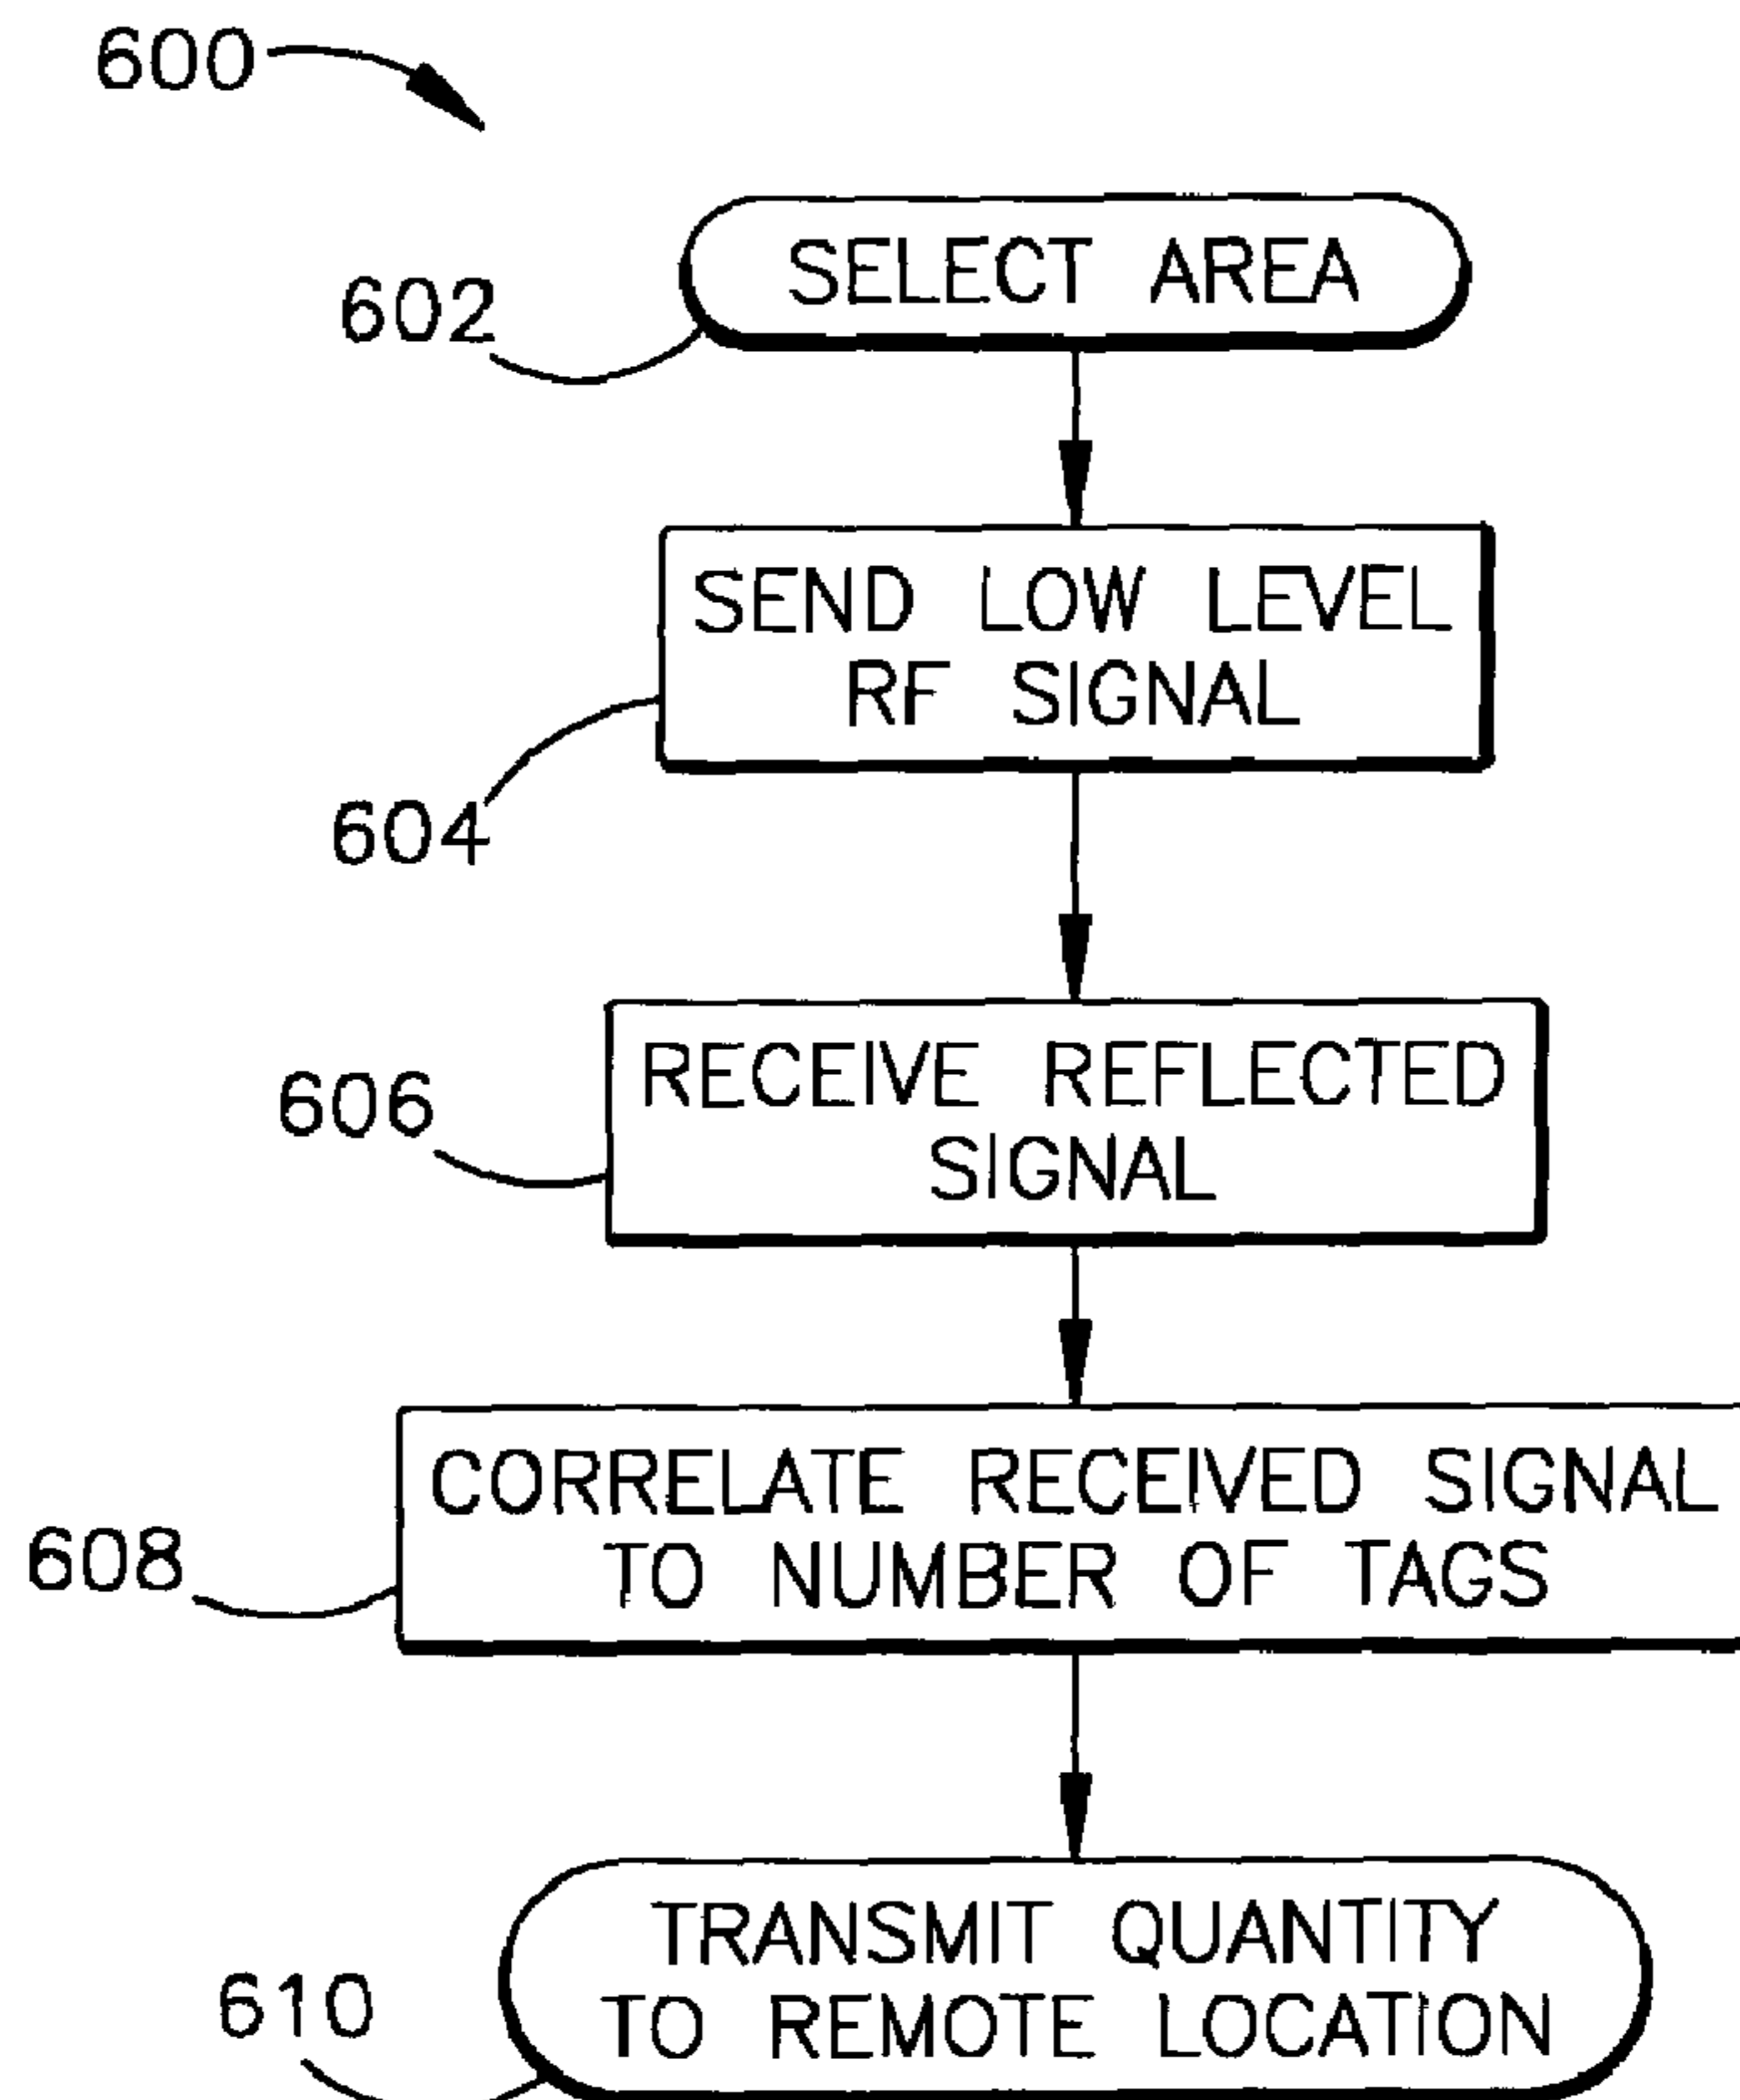 600
SELECT AREA
602
SEND LOW LEVEL
RF SIGNAL
604
RECEIVE REFLECTED
SIGNAL
606
CORRELATE RECEIVED SIGNAL
TO NUMBER OF TAGS
608
TRANSMIT QUANTITY
TO REMOTE LOCATION
610